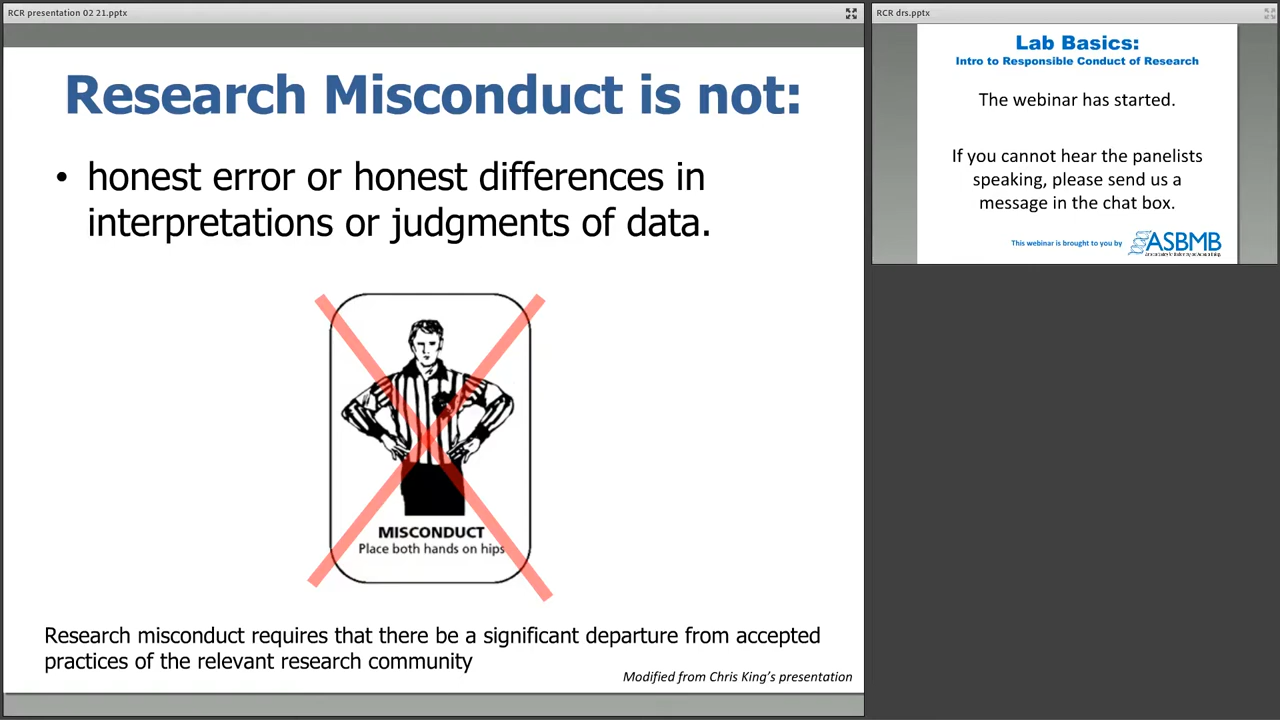 RCR presentation 02 21.pptx
Research Misconduct is not:
• honest error or honest differences in
interpretations or judgments of data.
MISCONDUCT
Place both hands on hips
Research misconduct requires that there be a significant departure from accepted
practices of the relevant research community
Modified from Chris King's presentation
RCR drs.pptx
Lab Basics:
Intro to Responsible Conduct of Research
The webinar has started.
If you cannot hear the panelists
speaking, please send us a
message in the chat box.
This webinar is brought to you by
ASBMB